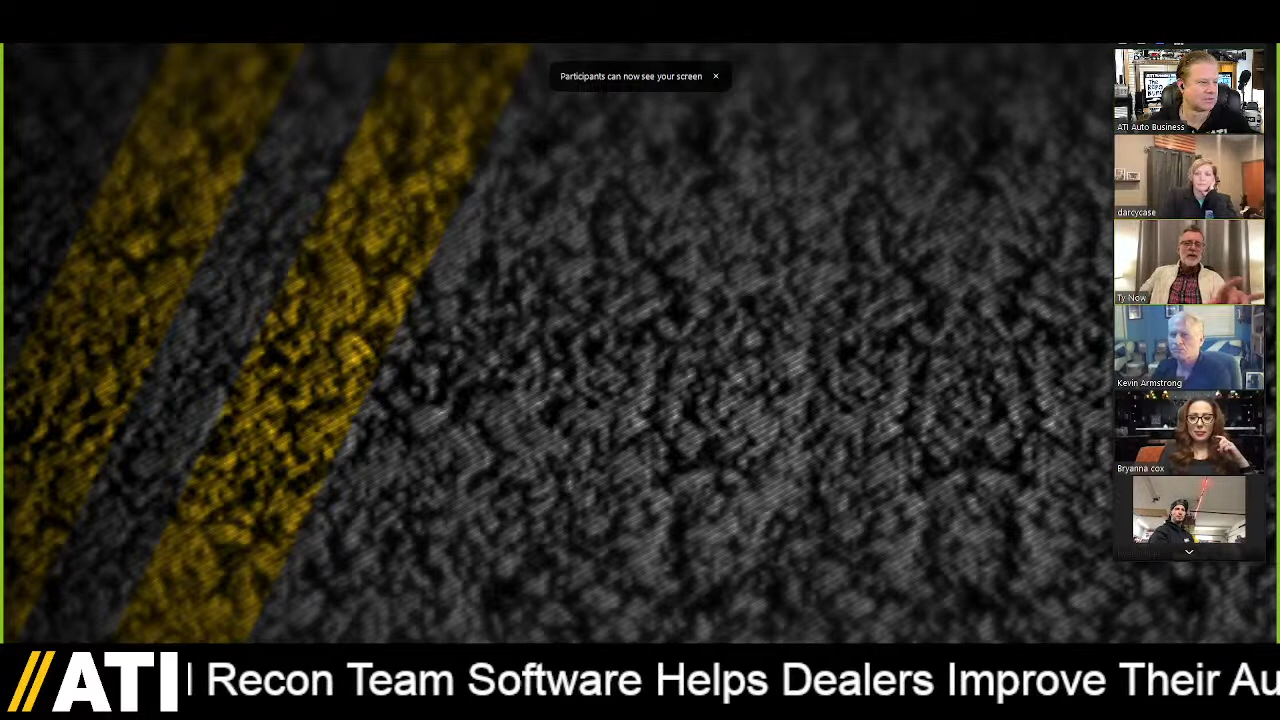 Participants can now see your screen ×
ATI Auto Business
darcycase
Ty Now
Kevin Armstrong
Bryanna cox
//ATI
Recon Team Software Helps Dealers Improve Their Au